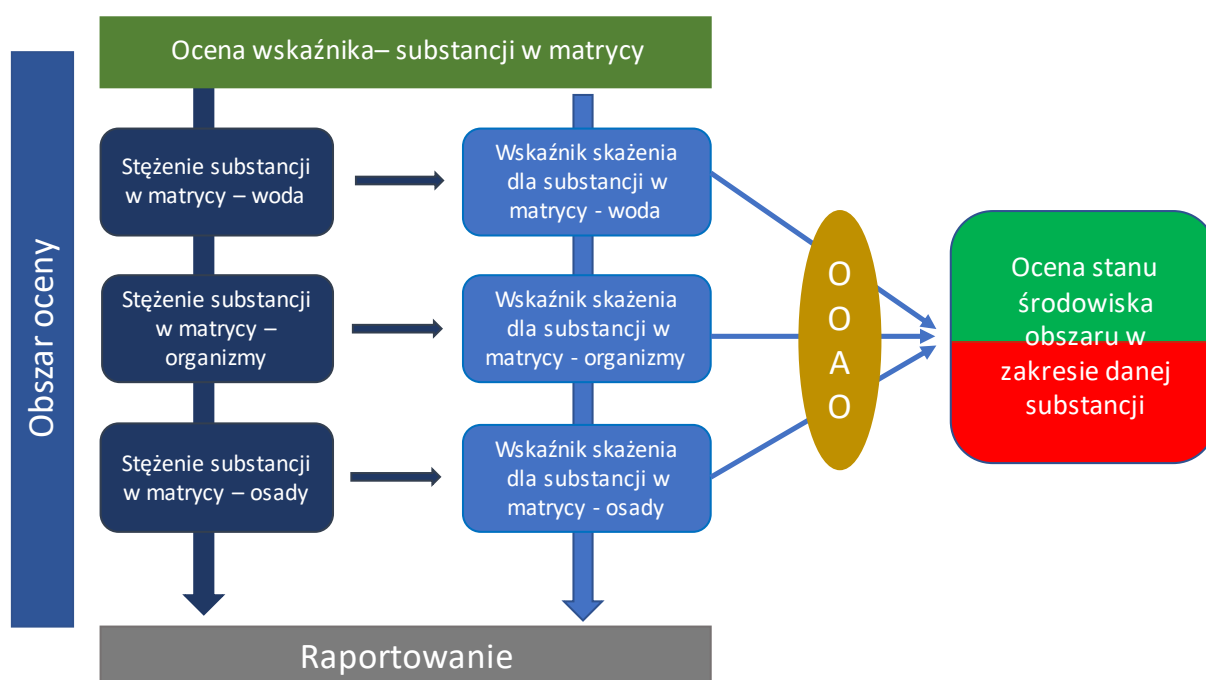 Ocena wskaźnika– substancji w matrycy
Obszar oceny
Stężenie substancji
w matrycy – woda
Wskaźnik skażenia
dla substancji w
matrycy - woda
Stężenie substancji
w matrycy –
organizmy
Wskaźnik skażenia
dla substancji w
matrycy - organizmy
Stężenie substancji
w matrycy – osady
Wskaźnik skażenia
dla substancji w
matrycy - osady
O
O
A
O
Ocena stanu
środowiska
obszaru w
zakresie danej
substancji
Raportowanie